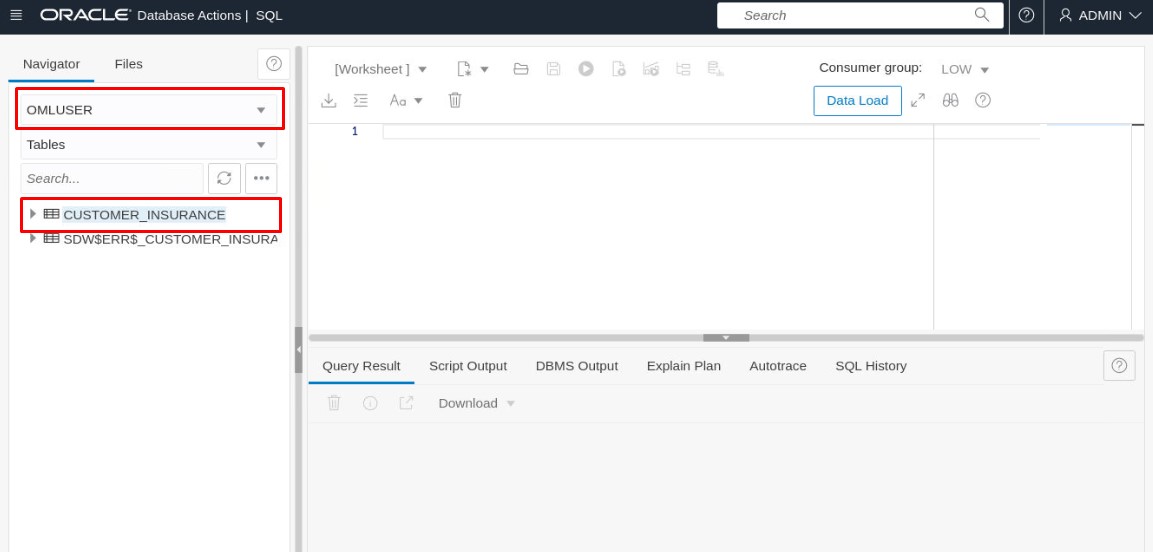 ORACLE Database Actions | SQL
Search
ADMIN
Navigator
Files
OMLUSER
Tables
Search...
CUSTOMER_INSURANCE
SDW$ERR$_CUSTOMER_INSURA
[Worksheet ]
Consumer group:
LOW
Aa
Data Load
1
Query Result
Script Output
DBMS Output
Explain Plan
Autotrace
SQL History
Download